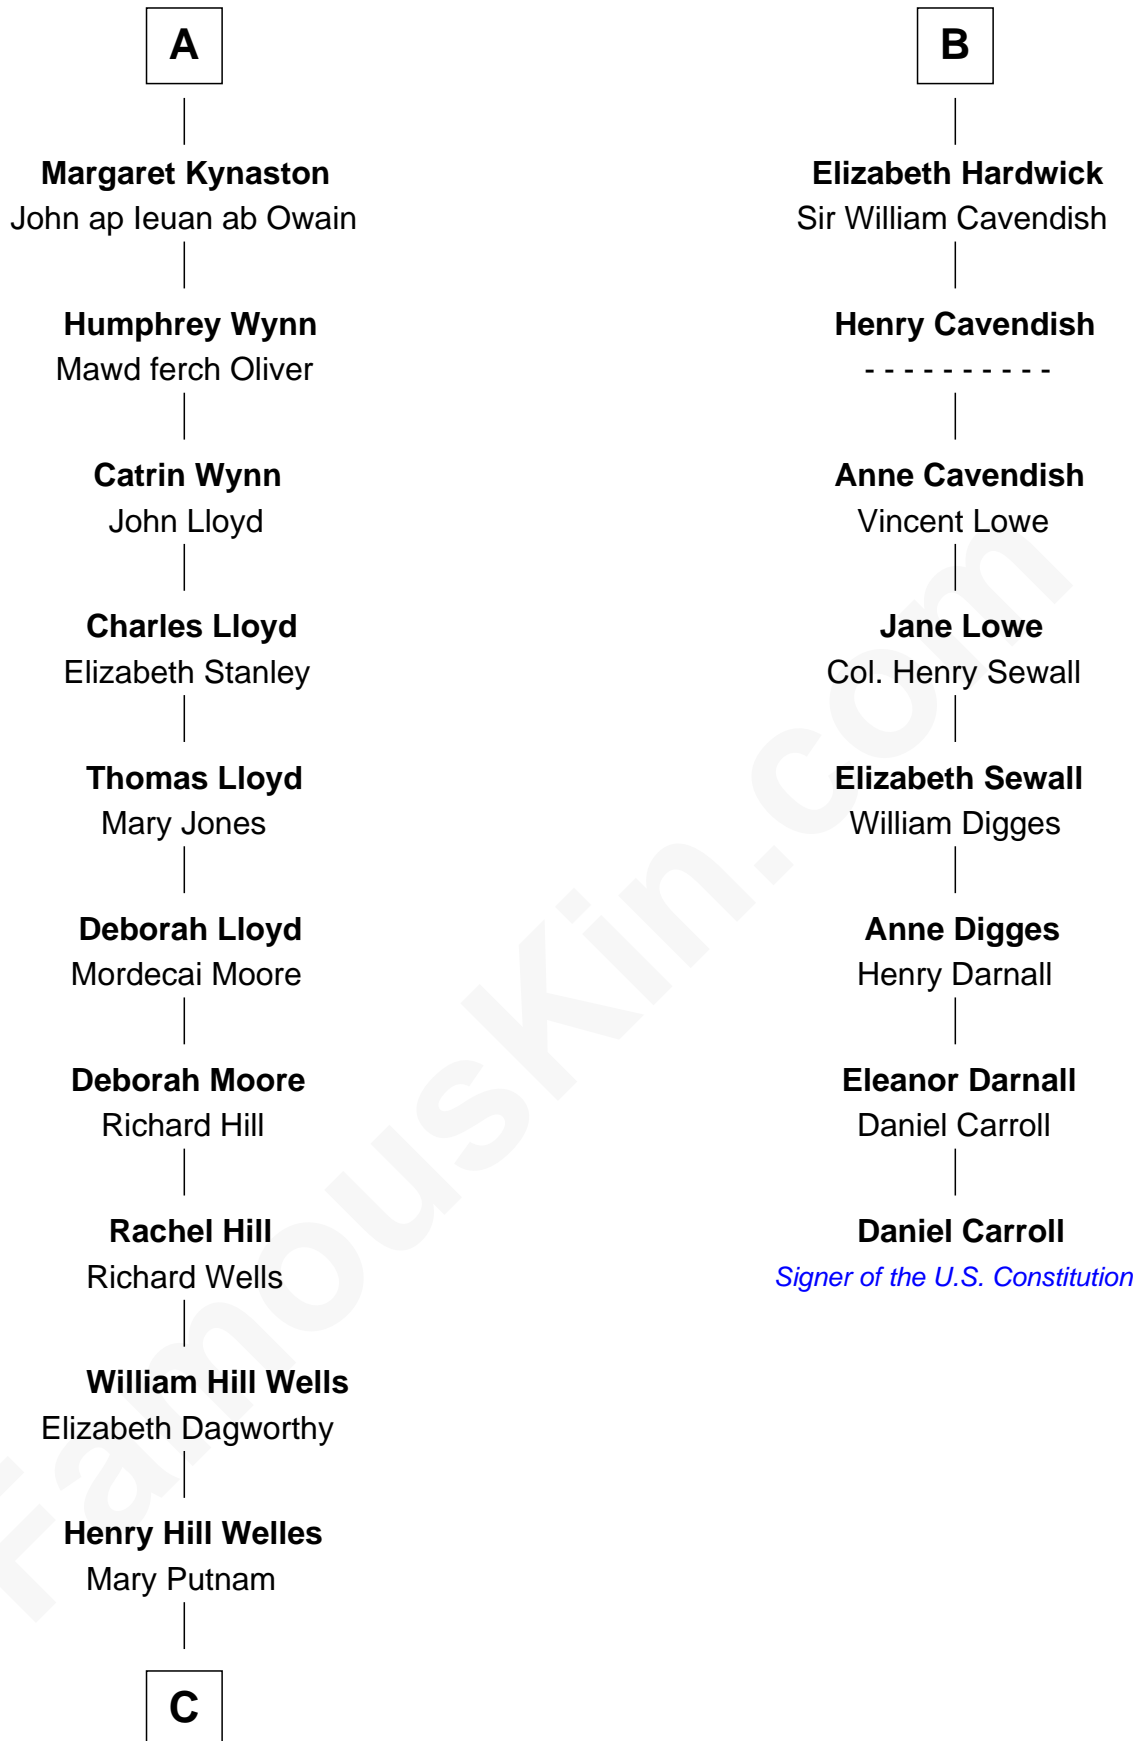 A
Margaret Kynaston
John ap Ieuan ab Owain
Humphrey Wynn
Mawd ferch Oliver
Catrin Wynn
John Lloyd
Charles Lloyd
Elizabeth Stanley
Thomas Lloyd
Mary Jones
Deborah Lloyd
Mordecai Moore
Deborah Moore
Richard Hill
Rachel Hill
Richard Wells
William Hill Wells
Elizabeth Dagworthy
Henry Hill Welles
Mary Putnam
C
B
Elizabeth Hardwick
Sir William Cavendish
Henry Cavendish
- - - - - - - - - -
Anne Cavendish
Vincent Lowe
Jane Lowe
Col. Henry Sewall
Elizabeth Sewall
William Digges
Anne Digges
Henry Darnall
Eleanor Darnall
Daniel Carroll
Daniel Carroll
Signer of the U.S. Constitution
FamousKin.com